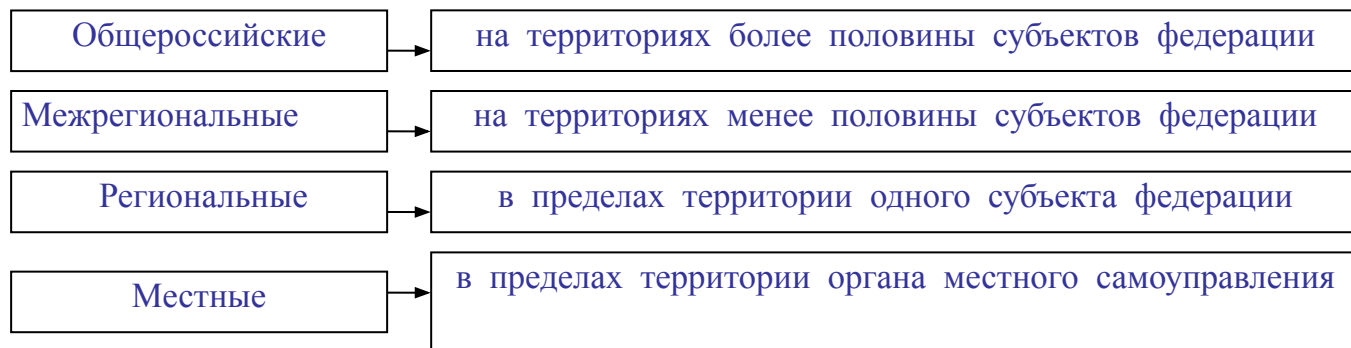 Общероссийские
на территориях более половины субъектов федерации
Межрегиональные
на территориях менее половины субъектов федерации
Региональные
в пределах территории одного субъекта федерации
Местные
в пределах территории органа местного самоуправления